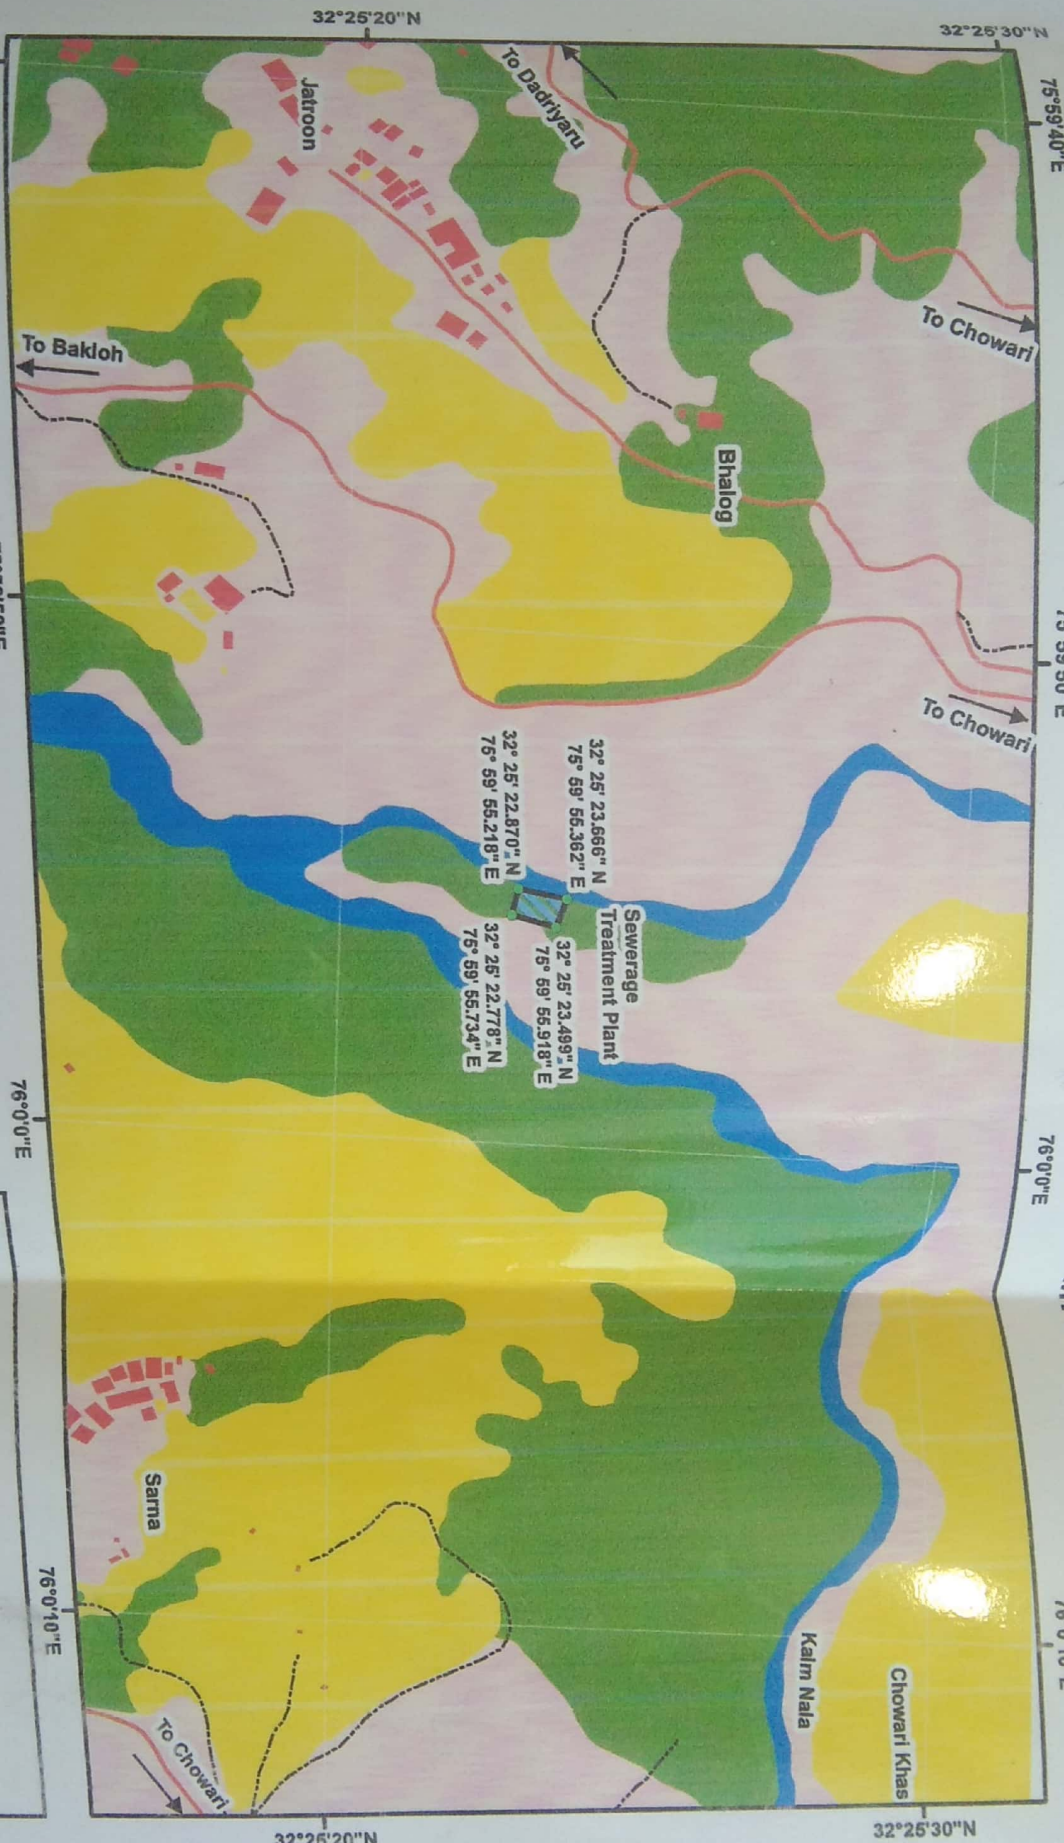 32°25'20"N
32°25'30"N
75°59'40"E
To Dadriyaru
Jatroon
To Chowari
To Bakloh
Bhalog
To Chowari
32° 25' 23.666" N
75° 59' 55.362" E
32° 25' 22.870" N
75° 59' 55.218" E
Sewerage
Treatment Plant
32° 25' 23.499" N
75° 59' 55.918" E
32° 25' 22.778" N
75° 59' 55.734" E
76°0'0"E
76°0'0"E
Sarna
76°0'10"E
Kalm Nala
Chowari Khas
To Chowari
32°25'20"N
32°25'30"N